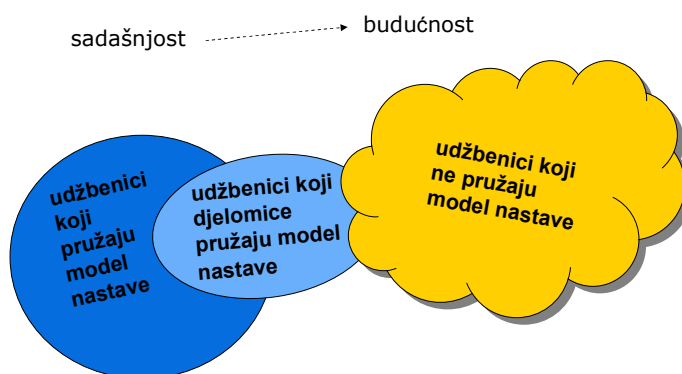 sadašnjost
budućnost
udžbenici
koji
pružaju
model
nastave
udžbenici koji
djelomice
pružaju model
nastave
udžbenici koji
ne pružaju
model nastave